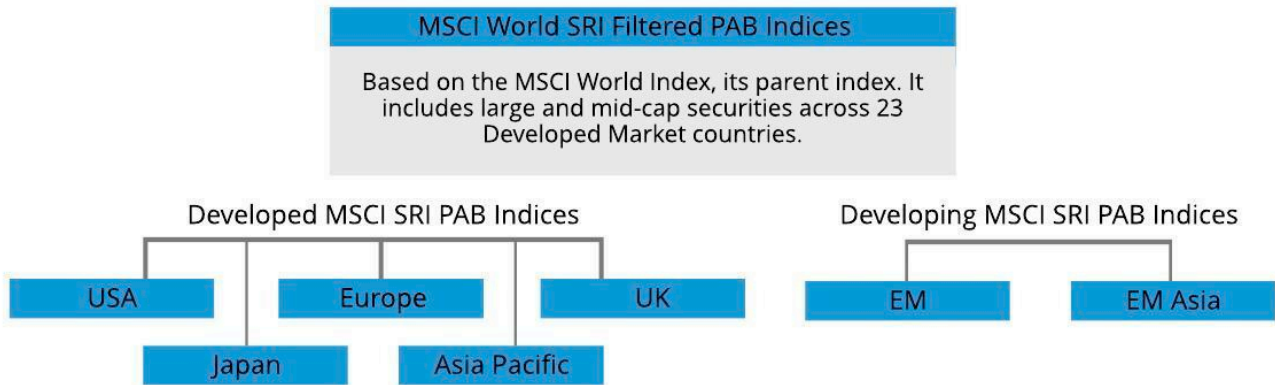 MSCI World SRI Filtered PAB Indices
Based on the MSCI World Index, its parent index. It
includes large and mid-cap securities across 23
Developed Market countries.
Developed MSCI SRI PAB Indices
USA
Europe
UK
Japan
Asia Pacific
Developing MSCI SRI PAB Indices
EM
EM Asia